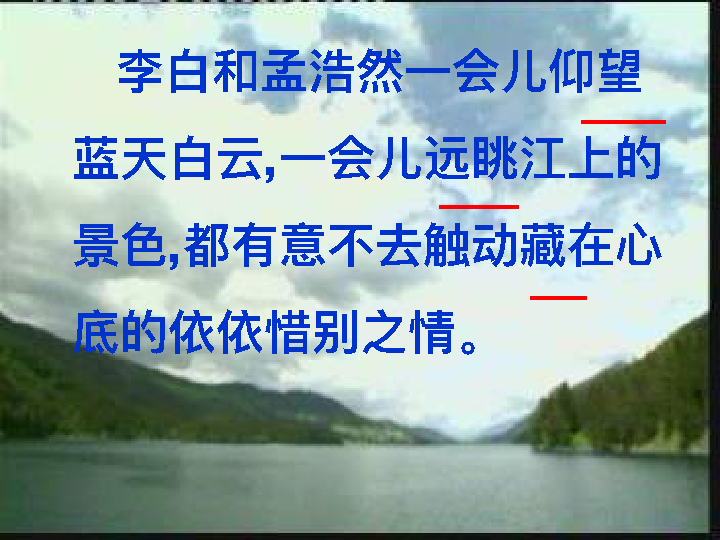 李白和孟浩然一会儿仰望
蓝天白云,一会儿远眺江上的
景色,都有意不去触动藏在心
底的依依惜别之情。